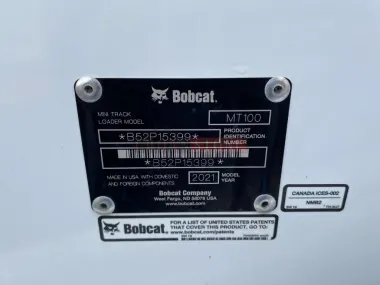 Bobcat.
MINI TRACK
LOADER MODEL
MT100
*B52P15399*
PRODUCT
IDENTIFICATION
NUMBER
*B52P15399*
MADE IN USA WITH DOMESTIC
AND FOREIGN COMPONENTS
2021
MODEL
YEAR
Bobcat Company
West Fargo, ND 58078 USA
CANADA ICES-002
NMB2
Bobcat.
FOR A LIST OF UNITED STATES PATENTS
THAT COVER THIS PRODUCT, GO TO:
www.bobcat.com/patents